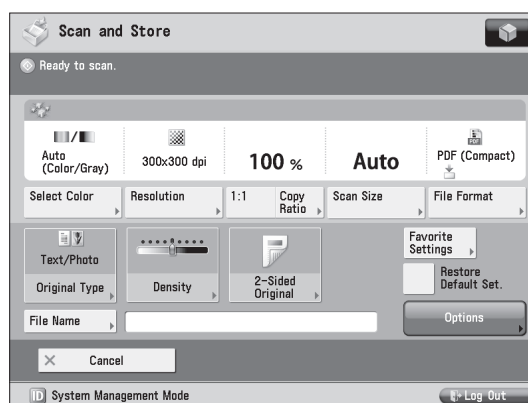 Scan and Store
Ready to scan.
Auto
(Color/Gray)
300x300 dpi
100 %
Auto
PDF
PDF (Compact)
Select Color
Resolution
1:1
Copy
Ratio
Scan Size
File Format
Text/Photo
Original Type
Density
2-Sided
Original
Favorite
Settings
Restore
Default Set.
File Name
Options
Cancel
ID System Management Mode
Log Out